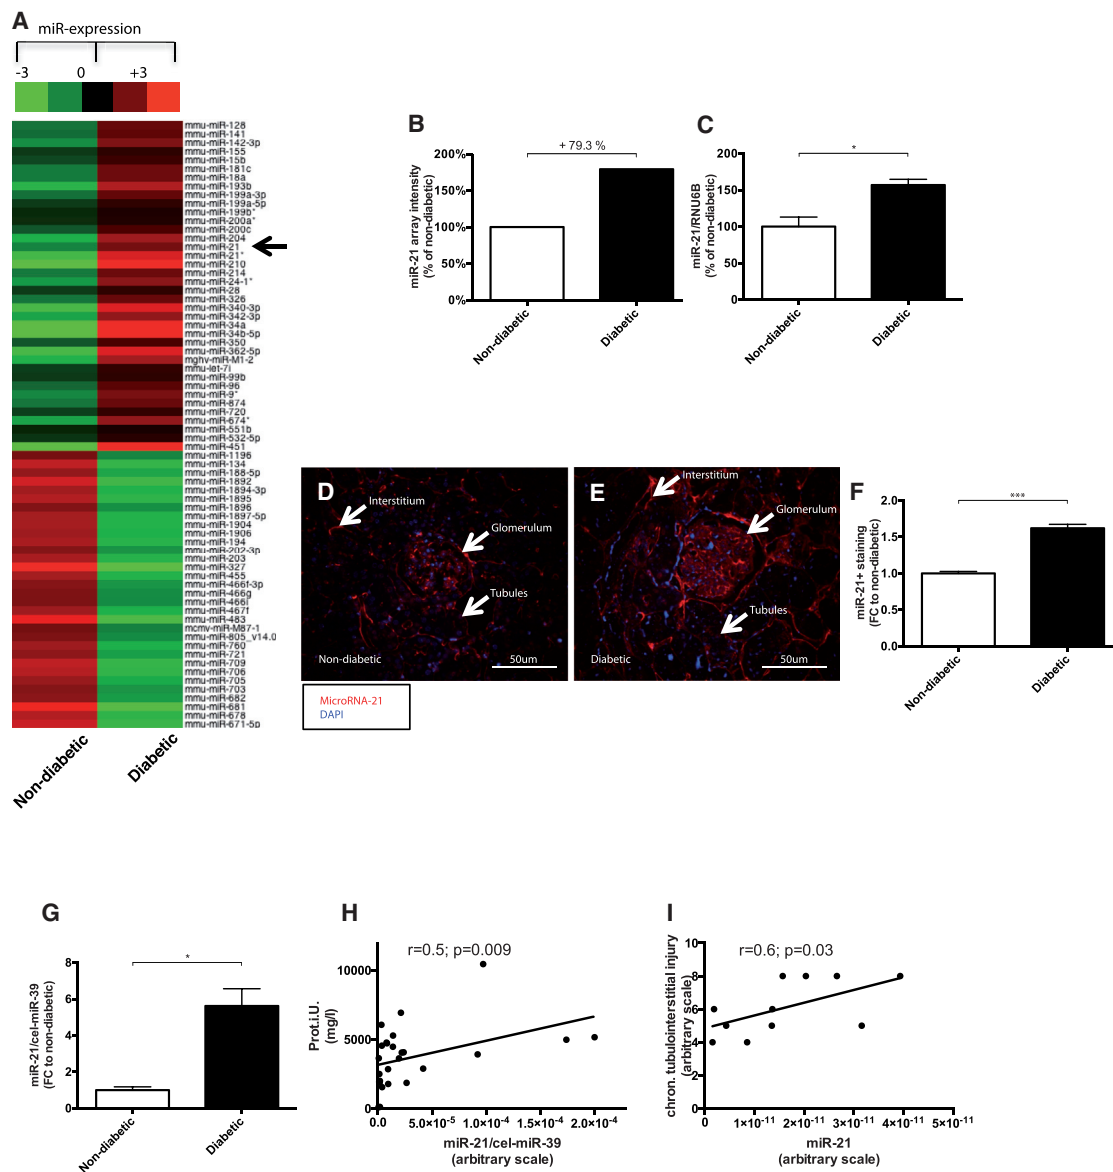 A
miR-expression
-3 0 +3
mmu-miR-128
mmu-miR-141
mmu-miR-142-3p
mmu-miR-155
mmu-miR-15b
mmu-miR-181c
mmu-miR-18a
mmu-miR-193b
mmu-miR-199a-3p
mmu-miR-199a-5p
mmu-miR-199b*
mmu-miR-200a*
mmu-miR-200c
mmu-miR-204
mmu-miR-21
mmu-miR-21*
mmu-miR-210
mmu-miR-214
mmu-miR-24-1*
mmu-miR-28
mmu-miR-326
mmu-miR-340-3p
mmu-miR-342-3p
mmu-miR-34a
mmu-miR-34b-5p
mmu-miR-350
mmu-miR-362-5p
mghv-miR-M1-2
mmu-let-7i
mmu-miR-99b
mmu-miR-96
mmu-miR-9*
mmu-miR-874
mmu-miR-720
mmu-miR-674*
mmu-miR-551b
mmu-miR-532-5p
mmu-miR-451
mmu-miR-1196
mmu-miR-134
mmu-miR-188-5p
mmu-miR-1892
mmu-miR-1894-3p
mmu-miR-1895
mmu-miR-1896
mmu-miR-1897-5p
mmu-miR-1904
mmu-miR-1906
mmu-miR-194
mmu-miR-202-3p
mmu-miR-203
mmu-miR-327
mmu-miR-455
mmu-miR-466f-3p
mmu-miR-466g
mmu-miR-466i
mmu-miR-467f
mmu-miR-483
mcmv-miR-M87-1
mmu-miR-805_v14.0
mmu-miR-760
mmu-miR-721
mmu-miR-709
mmu-miR-706
mmu-miR-705
mmu-miR-703
mmu-miR-682
mmu-miR-681
mmu-miR-678
mmu-miR-671-5p
Non-diabetic
Diabetic
B
miR-21 array intensity
(% of non-diabetic)
200%
150%
100%
50%
0%
+ 79.3 %
Non-diabetic
Diabetic
C
miR-21/RNU6B
(% of non-diabetic)
200
150
100
50
0
*
Non-diabetic
Diabetic
D
Interstitium
Glomerulum
Tubules
Non-diabetic
50um
E
Interstitium
Glomerulum
Tubules
Diabetic
50um
MicroRNA-21
DAPI
F
miR-21+ staining
(FC to non-diabetic)
2.0
1.5
1.0
0.5
0.0
***
Non-diabetic
Diabetic
G
miR-21/cel-miR-39
(FC to non-diabetic)
8
6
4
2
0
*
Non-diabetic
Diabetic
H
r=0.5; p=0.009
Prot.i.U.
(mg/l)
10000
5000
0
0.0 5.0×10⁻⁵ 1.0×10⁻⁴ 1.5×10⁻⁴ 2.0×10⁻⁴
miR-21/cel-miR-39
(arbitrary scale)
I
r=0.6; p=0.03
chron. tubulointerstitial injury
(arbitrary scale)
10
8
6
4
2
0
0 1×10⁻¹¹ 2×10⁻¹¹ 3×10⁻¹¹ 4×10⁻¹¹ 5×10⁻¹¹
miR-21
(arbitrary scale)